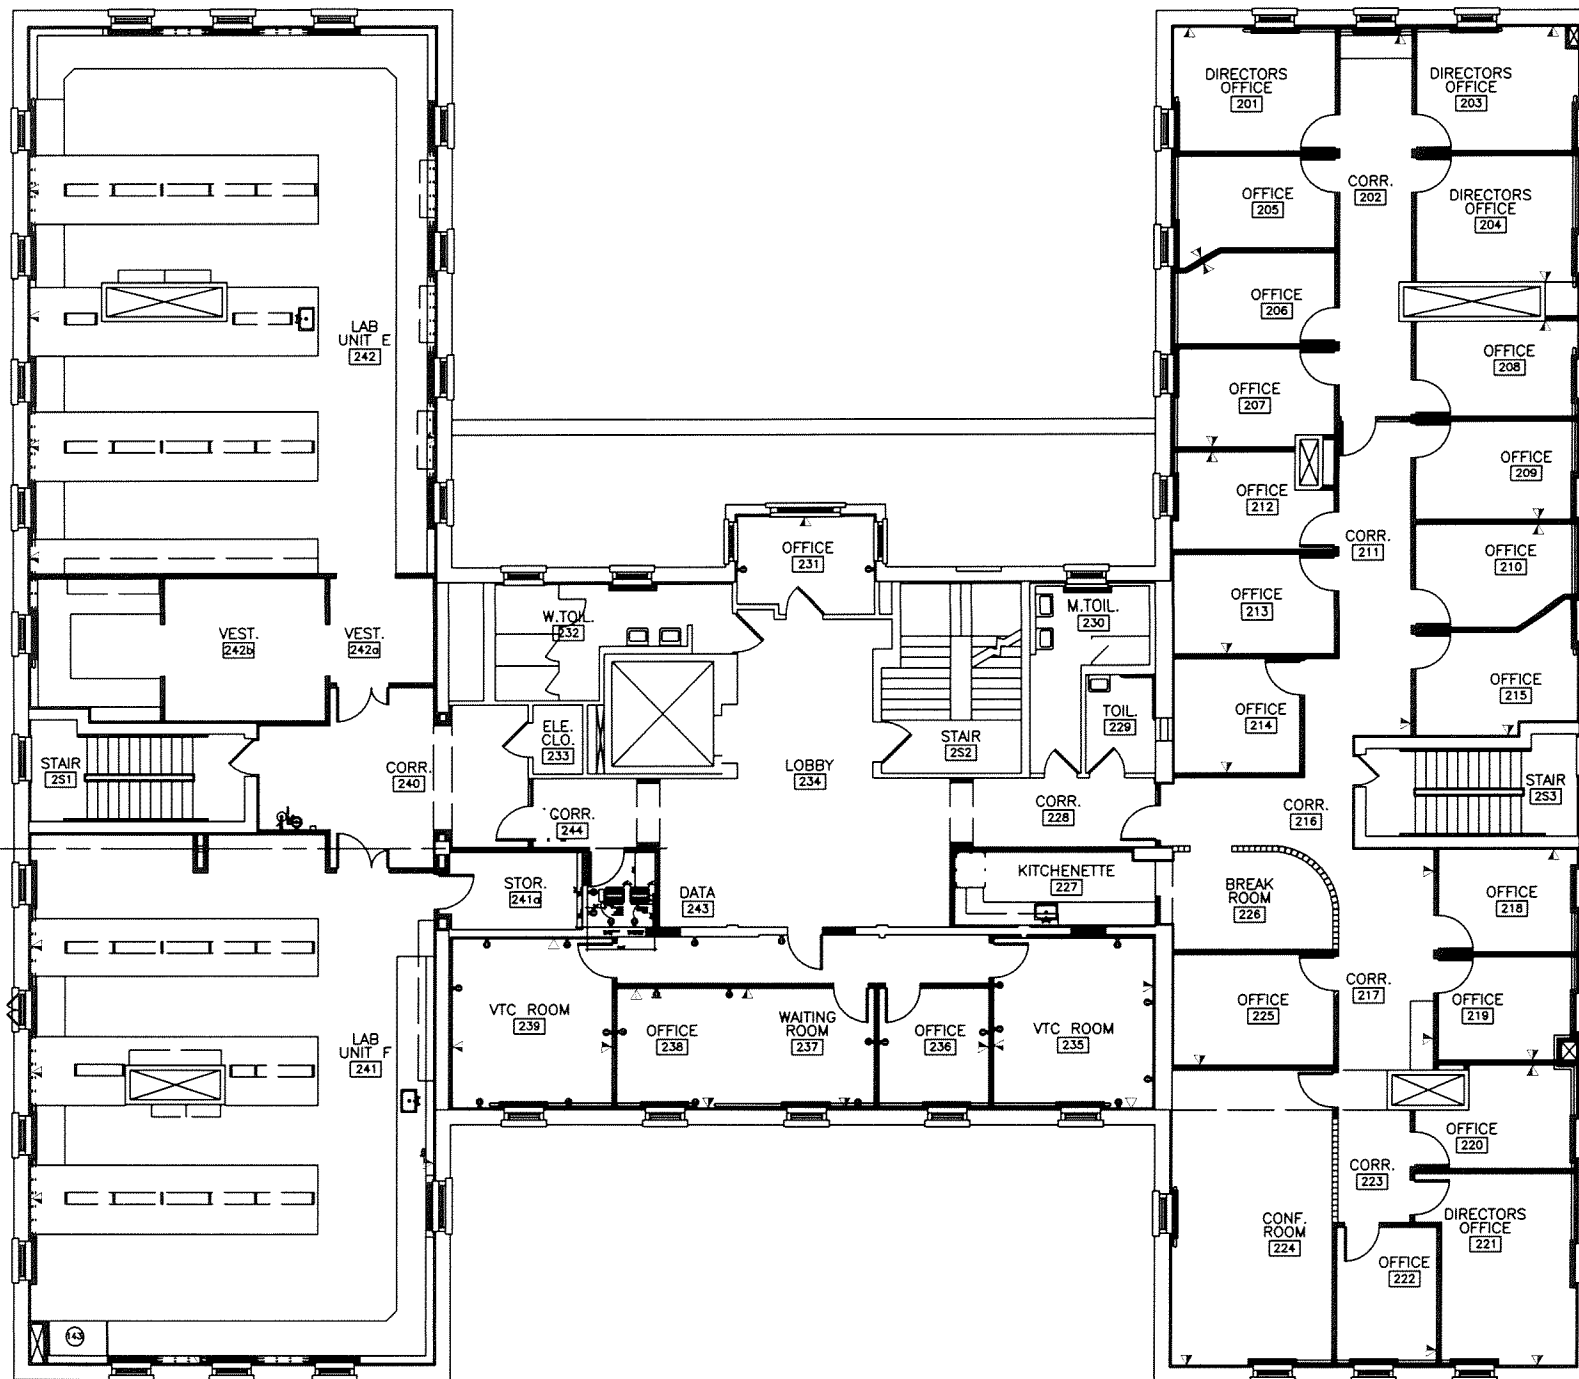 DIRECTORS
OFFICE
201
DIRECTORS
OFFICE
203
CORR.
202
OFFICE
205
DIRECTORS
OFFICE
204
OFFICE
206
LAB
UNIT E
242
OFFICE
208
OFFICE
207
OFFICE
209
OFFICE
212
CORR.
211
OFFICE
210
OFFICE
231
OFFICE
213
W.TOIL.
232
M.TOIL.
230
VEST.
242b
VEST.
242a
OFFICE
215
OFFICE
214
TOIL.
229
ELE.
CLO.
233
STAIR
2S2
STAIR
2S1
CORR.
240
LOBBY
234
STAIR
2S3
CORR.
244
CORR.
228
CORR.
216
STOR.
241a
DATA
243
KITCHENETTE
227
BREAK
ROOM
226
OFFICE
218
VTC ROOM
239
OFFICE
238
WAITING
ROOM
237
OFFICE
236
VTC ROOM
235
OFFICE
225
CORR.
217
OFFICE
219
LAB
UNIT F
241
OFFICE
220
CORR.
223
CONF.
ROOM
224
DIRECTORS
OFFICE
221
OFFICE
222
143